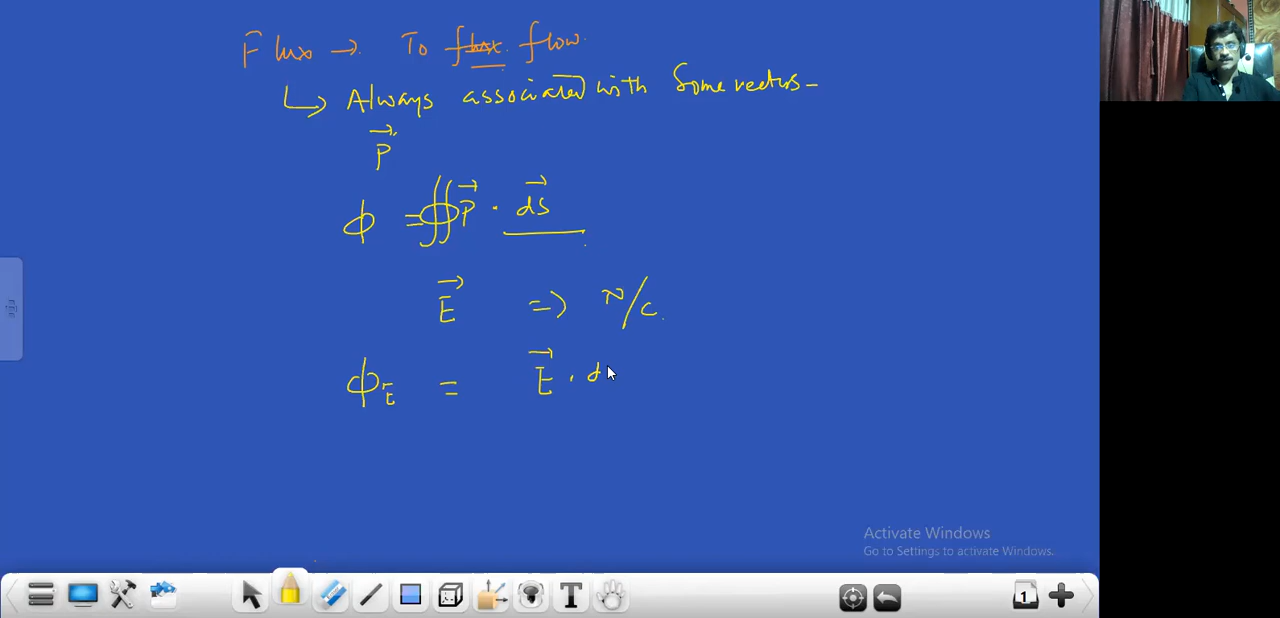 Flux → To flux. flow.
↳ Always associated with Some vectors -
P⃗
ϕ = ∯ P⃗ · ds⃗
E⃗ => N/C.
ϕE = E⃗ · d
Activate Windows
Go to Settings to activate Windows.
1